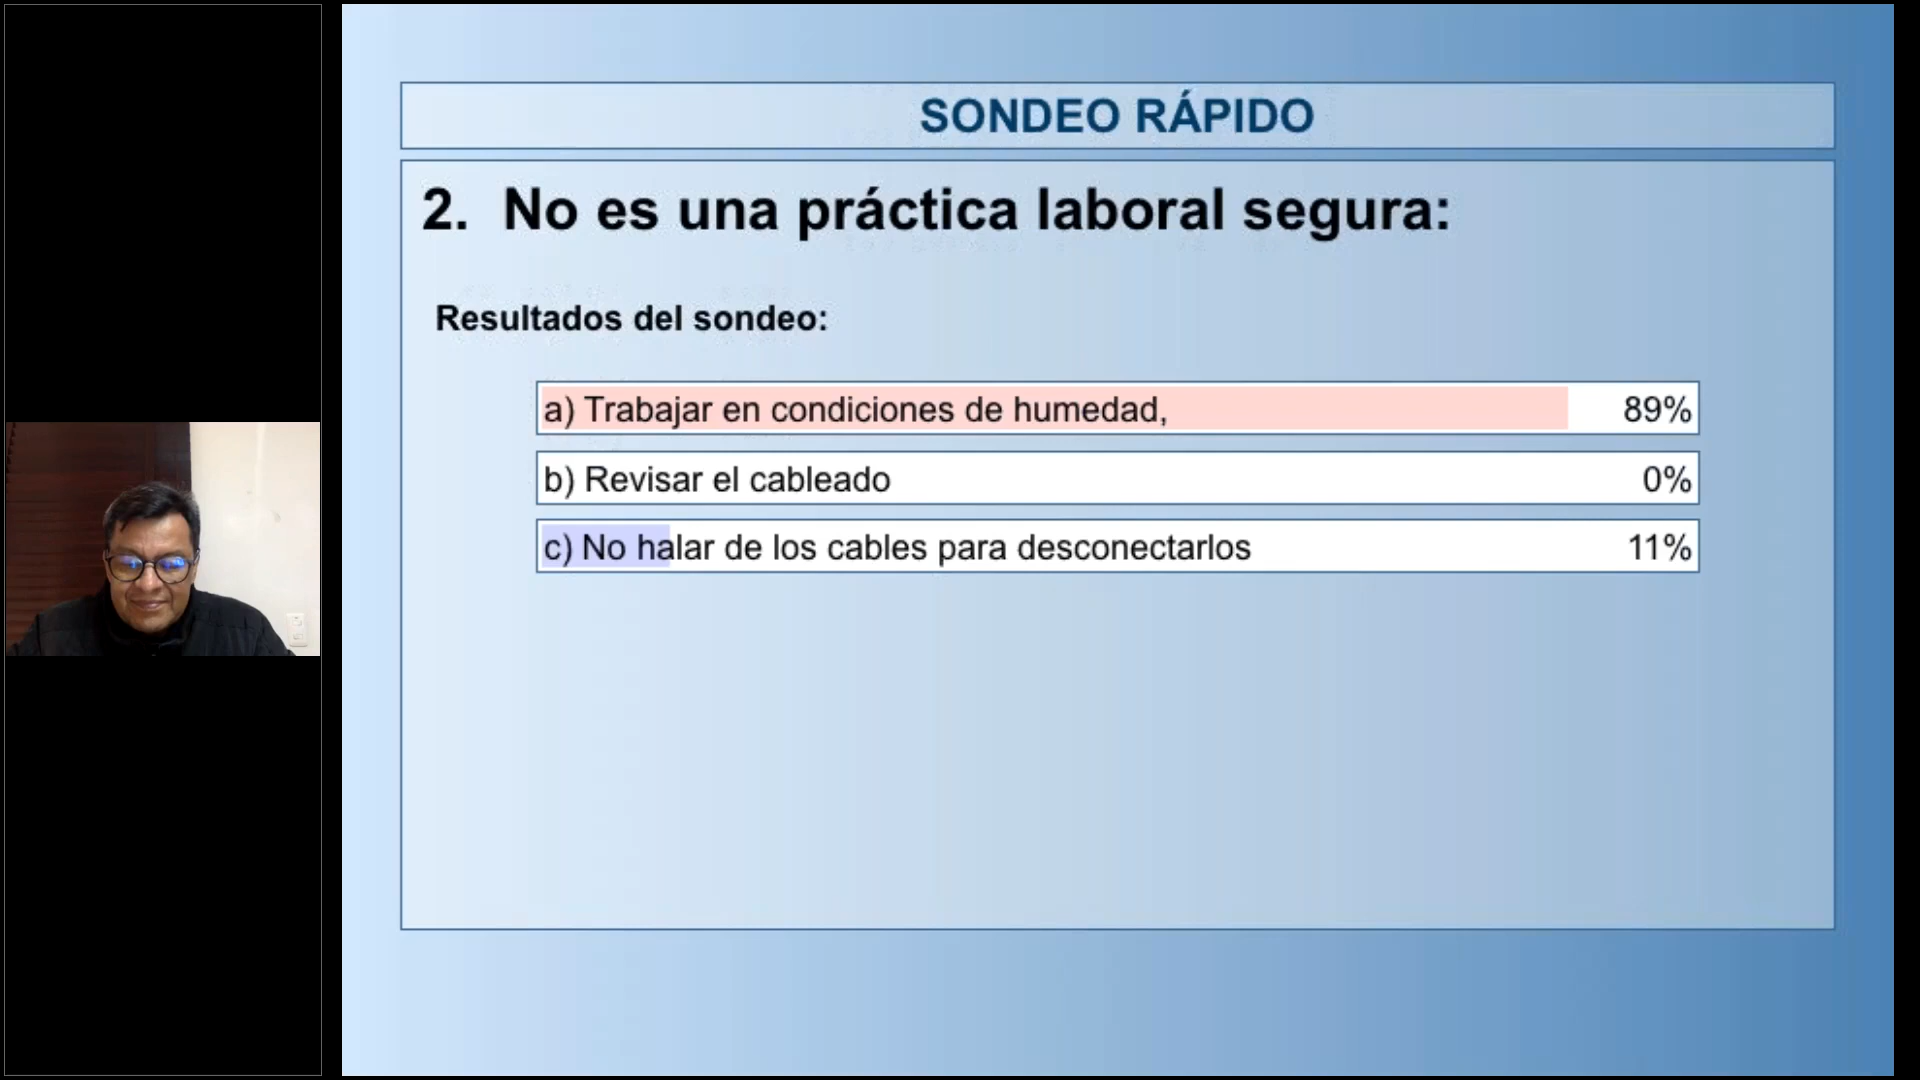 SONDEO RÁPIDO
2. No es una práctica laboral segura:
Resultados del sondeo:
a) Trabajar en condiciones de humedad, 89%
b) Revisar el cableado 0%
c) No halar de los cables para desconectarlos 11%